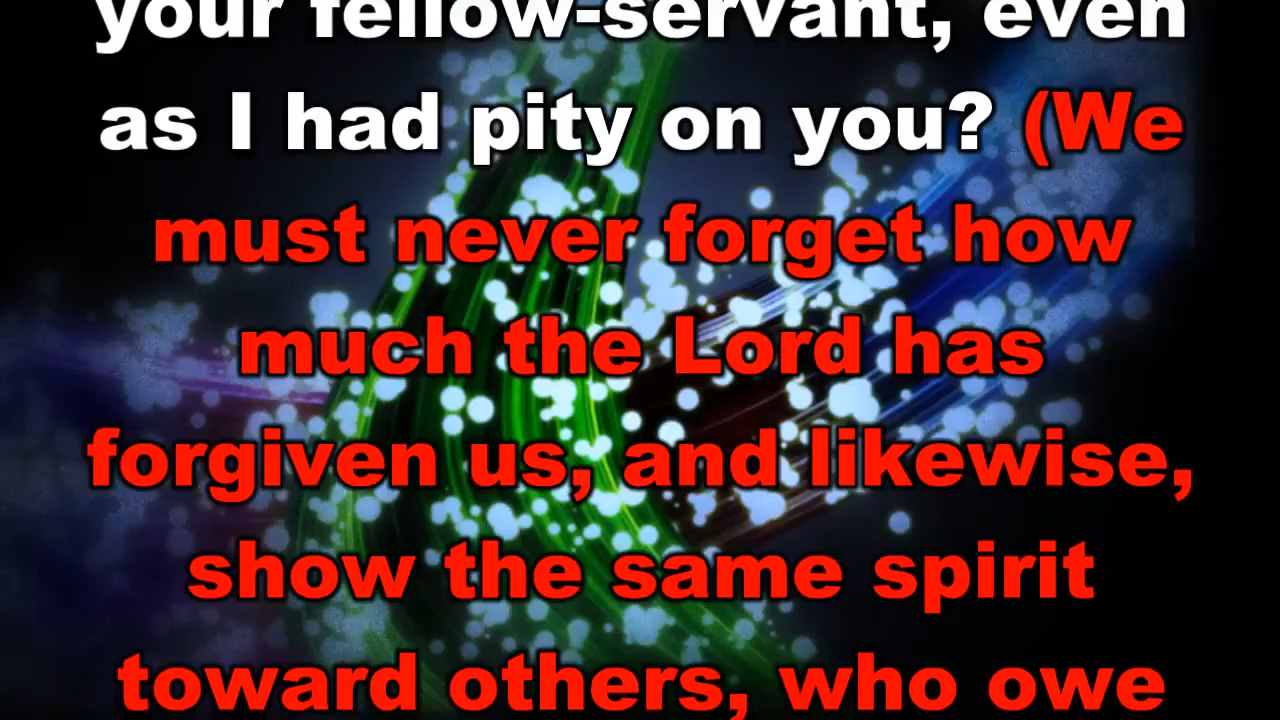 your fellow-servant, even
as I had pity on you? (We
must never forget how
much the Lord has
forgiven us, and likewise,
show the same spirit
toward others, who owe